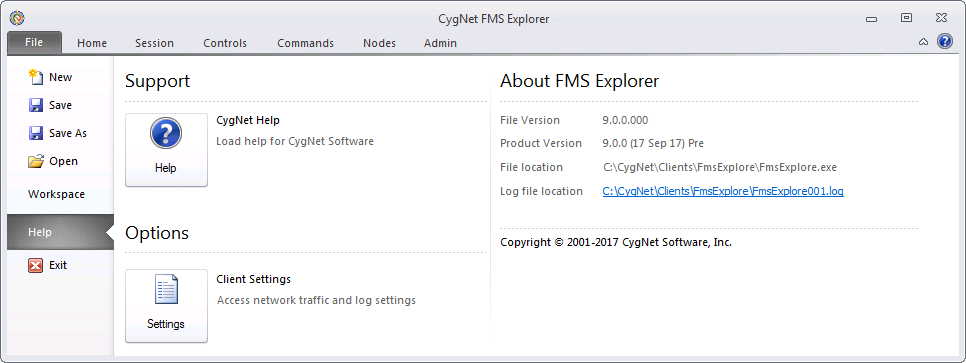 CygNet FMS Explorer
File Home Session Controls Commands Nodes Admin
New
Save
Save As
Open
Workspace
Help
Exit
Support
Help
CygNet Help
Load help for CygNet Software
Options
Settings
Client Settings
Access network traffic and log settings
About FMS Explorer
File Version 9.0.0.000
Product Version 9.0.0 (17 Sep 17) Pre
File location C:\CygNet\Clients\FmsExplore\FmsExplore.exe
Log file location C:\CygNet\Clients\FmsExplore\FmsExplore001.log
Copyright © 2001-2017 CygNet Software, Inc.